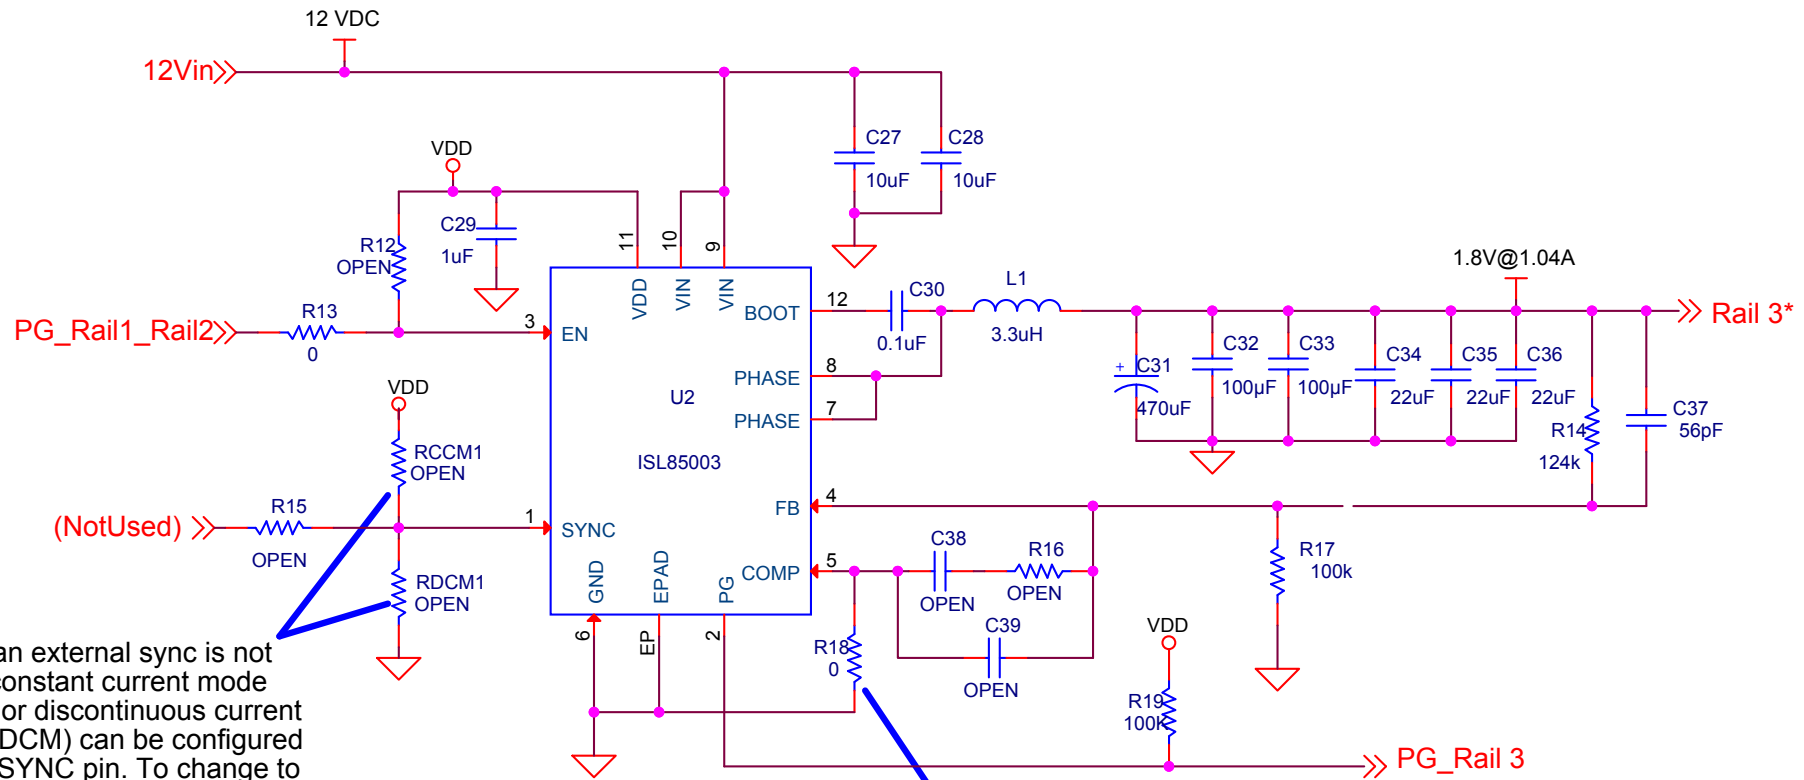 12 VDC
12Vin
VDD
C27
10uF
C28
10uF
C29
1uF
R12
OPEN
11
10
9
R13
0
PG_Rail1_Rail2
3
EN
VDD
VIN
VIN
BOOT
12
C30
0.1uF
L1
3.3uH
1.8V@1.04A
Rail 3*
PHASE
8
PHASE
7
U2
ISL85003
+
C31
470uF
C32
100µF
C33
100µF
C34
22uF
C35
22uF
C36
22uF
R14
124k
C37
56pF
VDD
RCCM1
OPEN
(NotUsed)
R15
OPEN
1
SYNC
RDCM1
OPEN
FB
4
COMP
5
C38
OPEN
R16
OPEN
C39
OPEN
R17
100k
GND
EPAD
PG
6
EP
2
R18
0
VDD
R19
100K
PG_Rail 3
an external sync is not
constant current mode
or discontinuous current
DCM) can be configured
SYNC pin. To change to